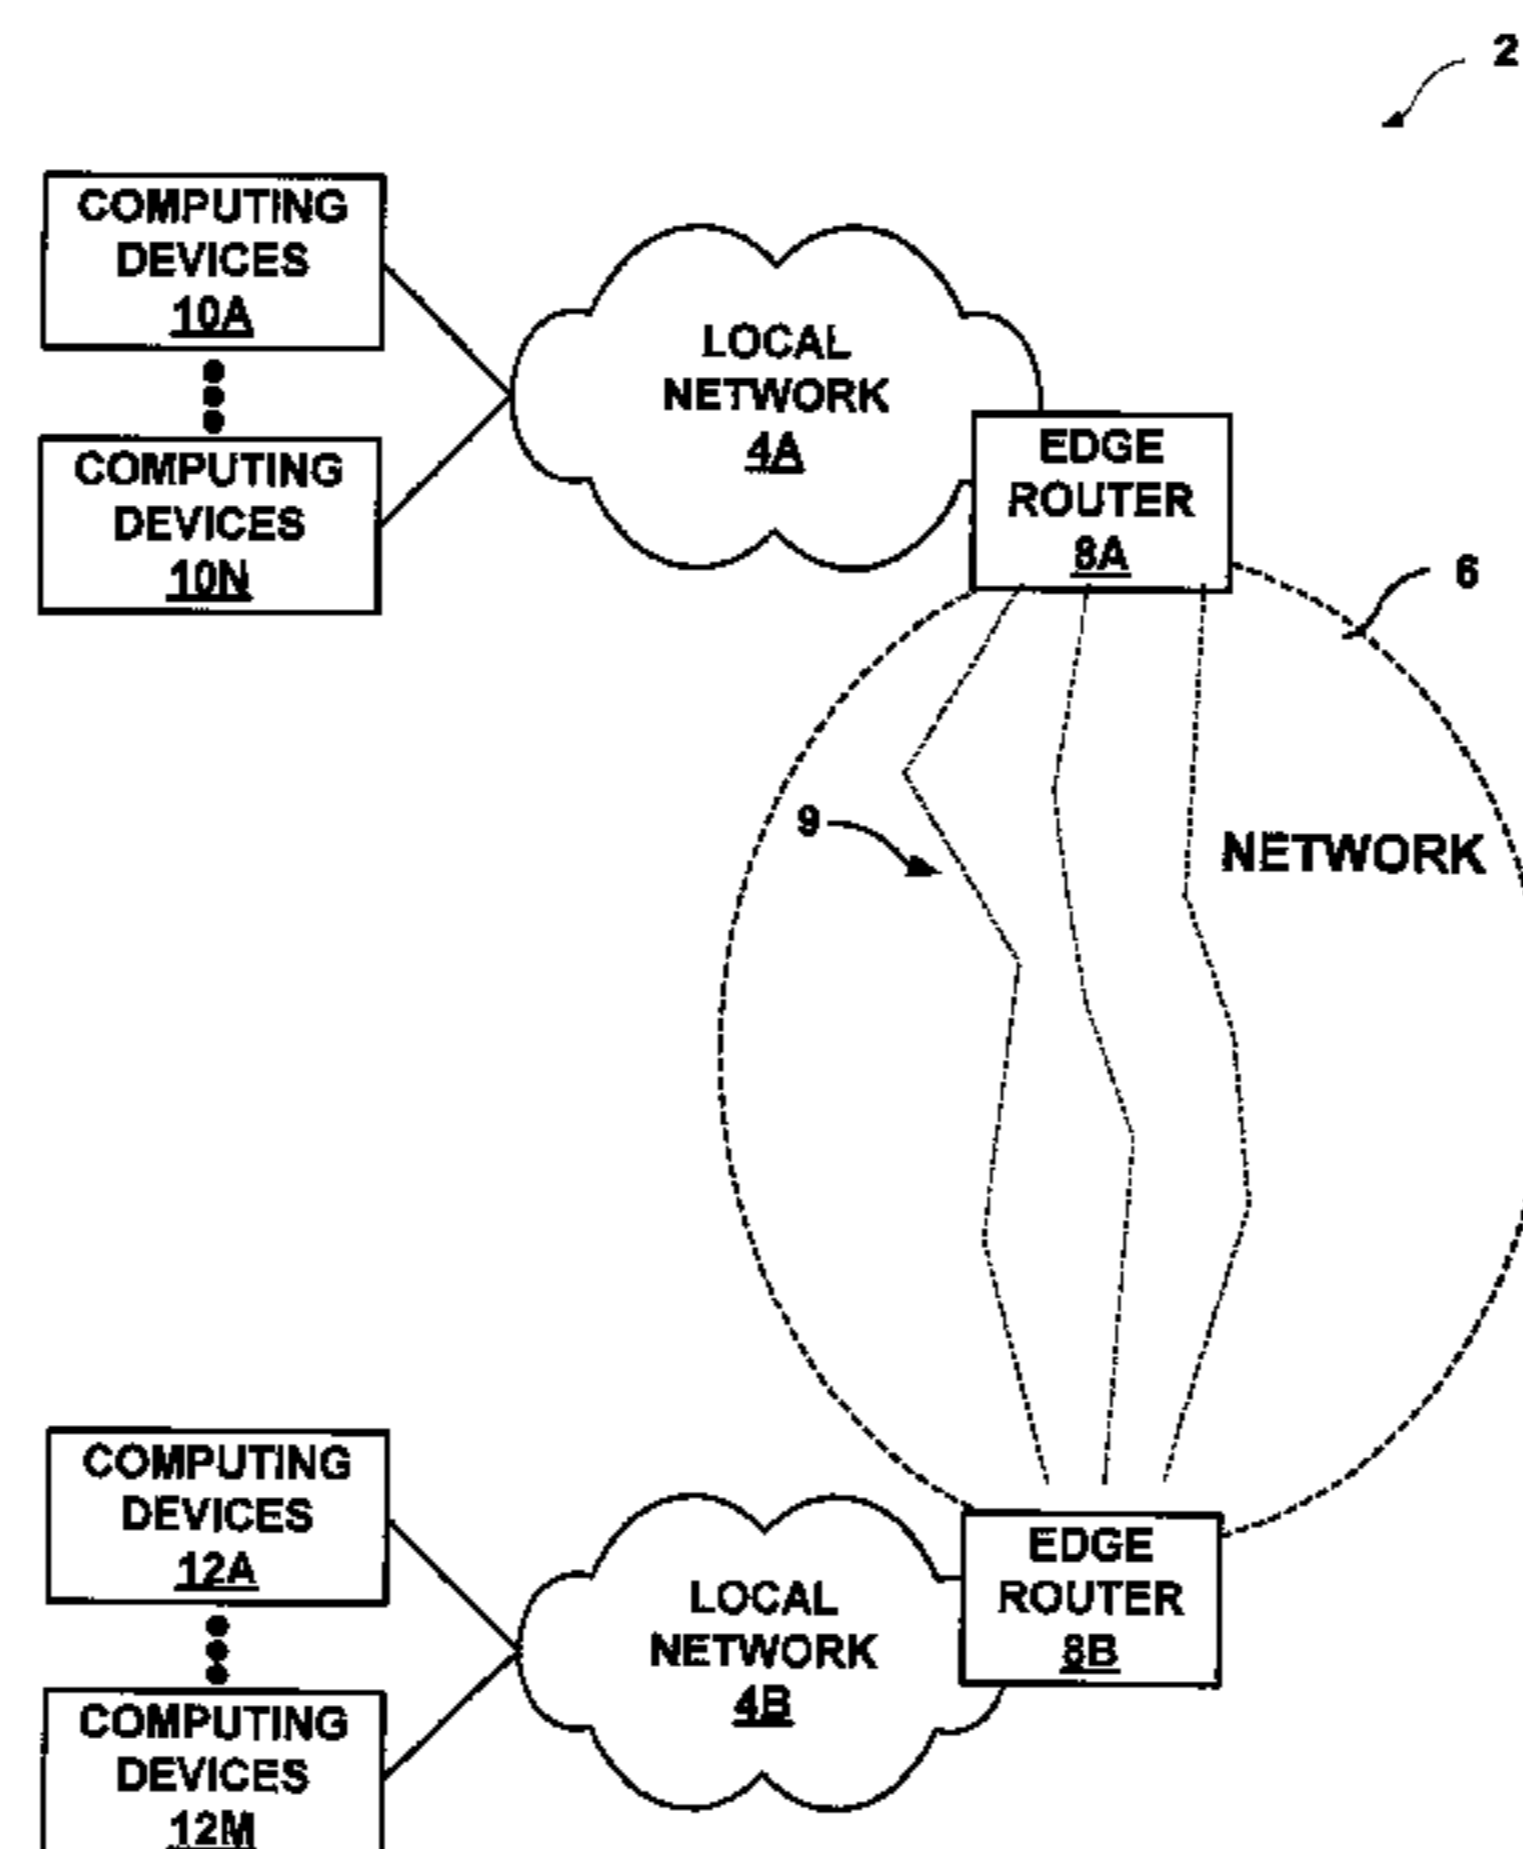 2
COMPUTING
DEVICES
10A
COMPUTING
DEVICES
10N
LOCAL
NETWORK
4A
EDGE
ROUTER
8A
6
9
NETWORK
COMPUTING
DEVICES
12A
COMPUTING
DEVICES
12M
LOCAL
NETWORK
4B
EDGE
ROUTER
8B